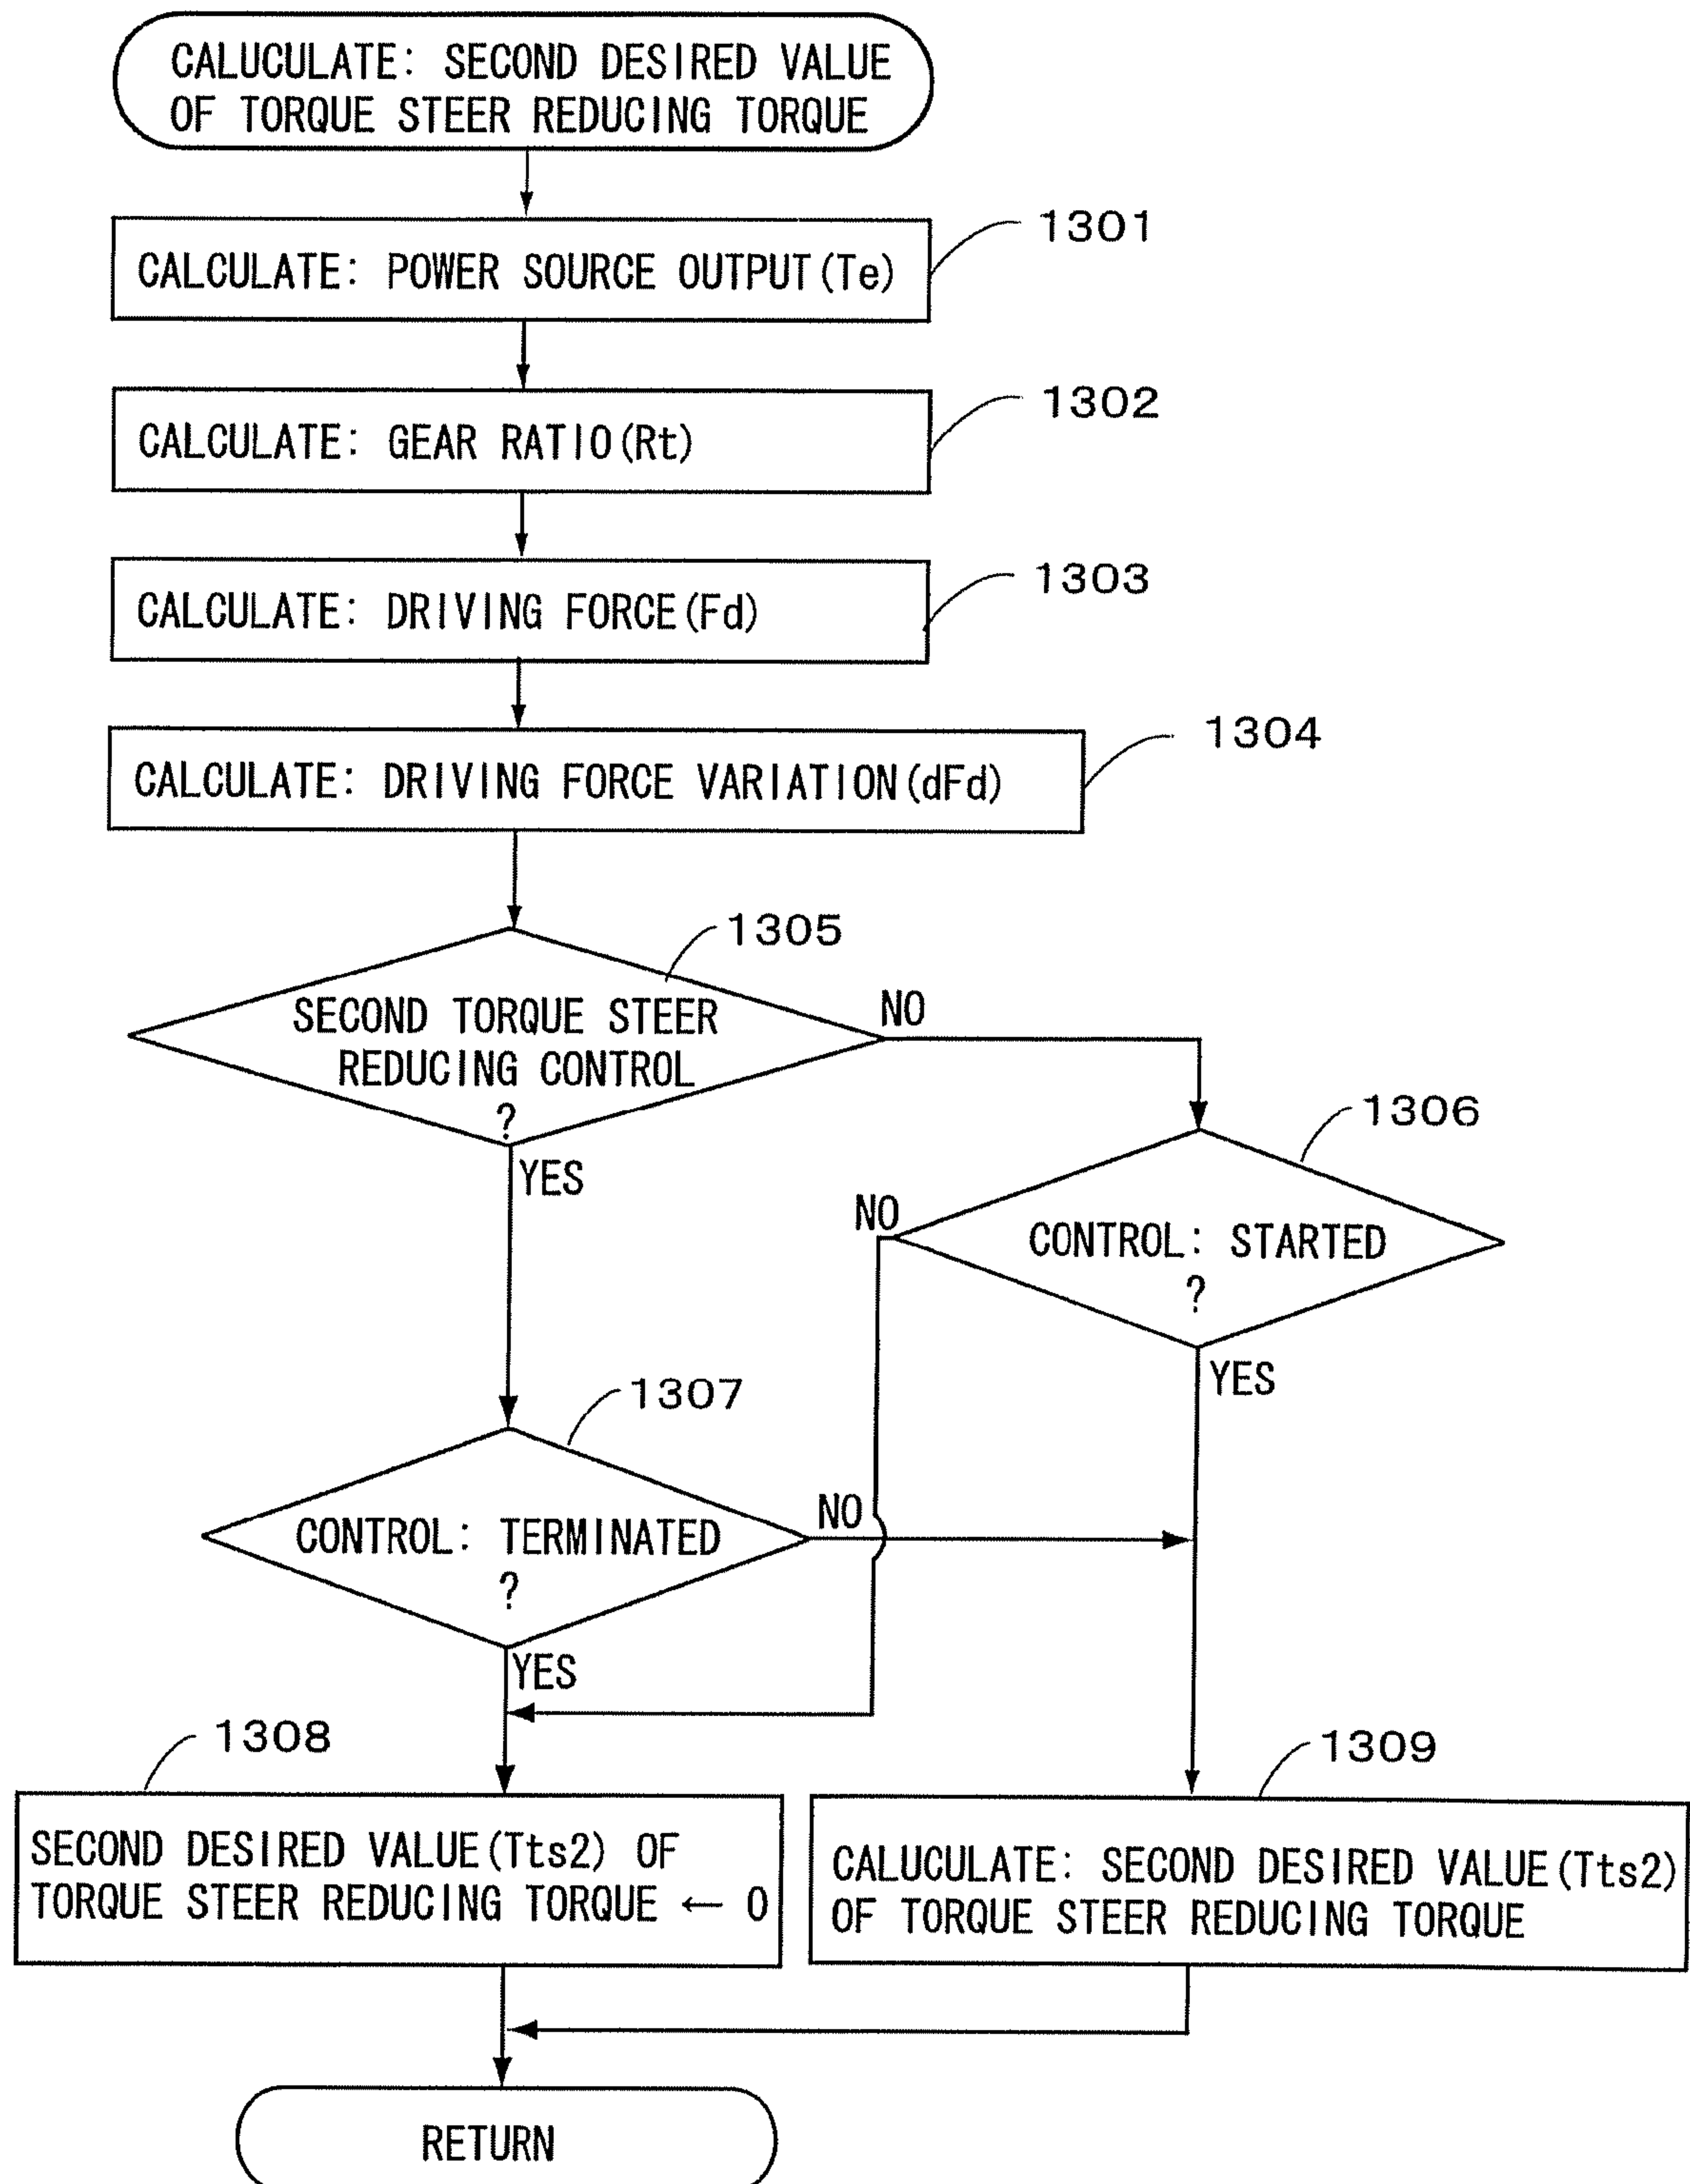 CALUCULATE: SECOND DESIRED VALUE
OF TORQUE STEER REDUCING TORQUE
1301
CALCULATE: POWER SOURCE OUTPUT(Te)
1302
CALCULATE: GEAR RATIO(Rt)
1303
CALCULATE: DRIVING FORCE(Fd)
1304
CALCULATE: DRIVING FORCE VARIATION(dFd)
1305
SECOND TORQUE STEER
REDUCING CONTROL
?
NO
YES
1306
CONTROL: STARTED
?
NO
YES
1307
CONTROL: TERMINATED
?
NO
YES
1308
SECOND DESIRED VALUE(Tts2) OF
TORQUE STEER REDUCING TORQUE ← 0
1309
CALUCULATE: SECOND DESIRED VALUE(Tts2)
OF TORQUE STEER REDUCING TORQUE
RETURN